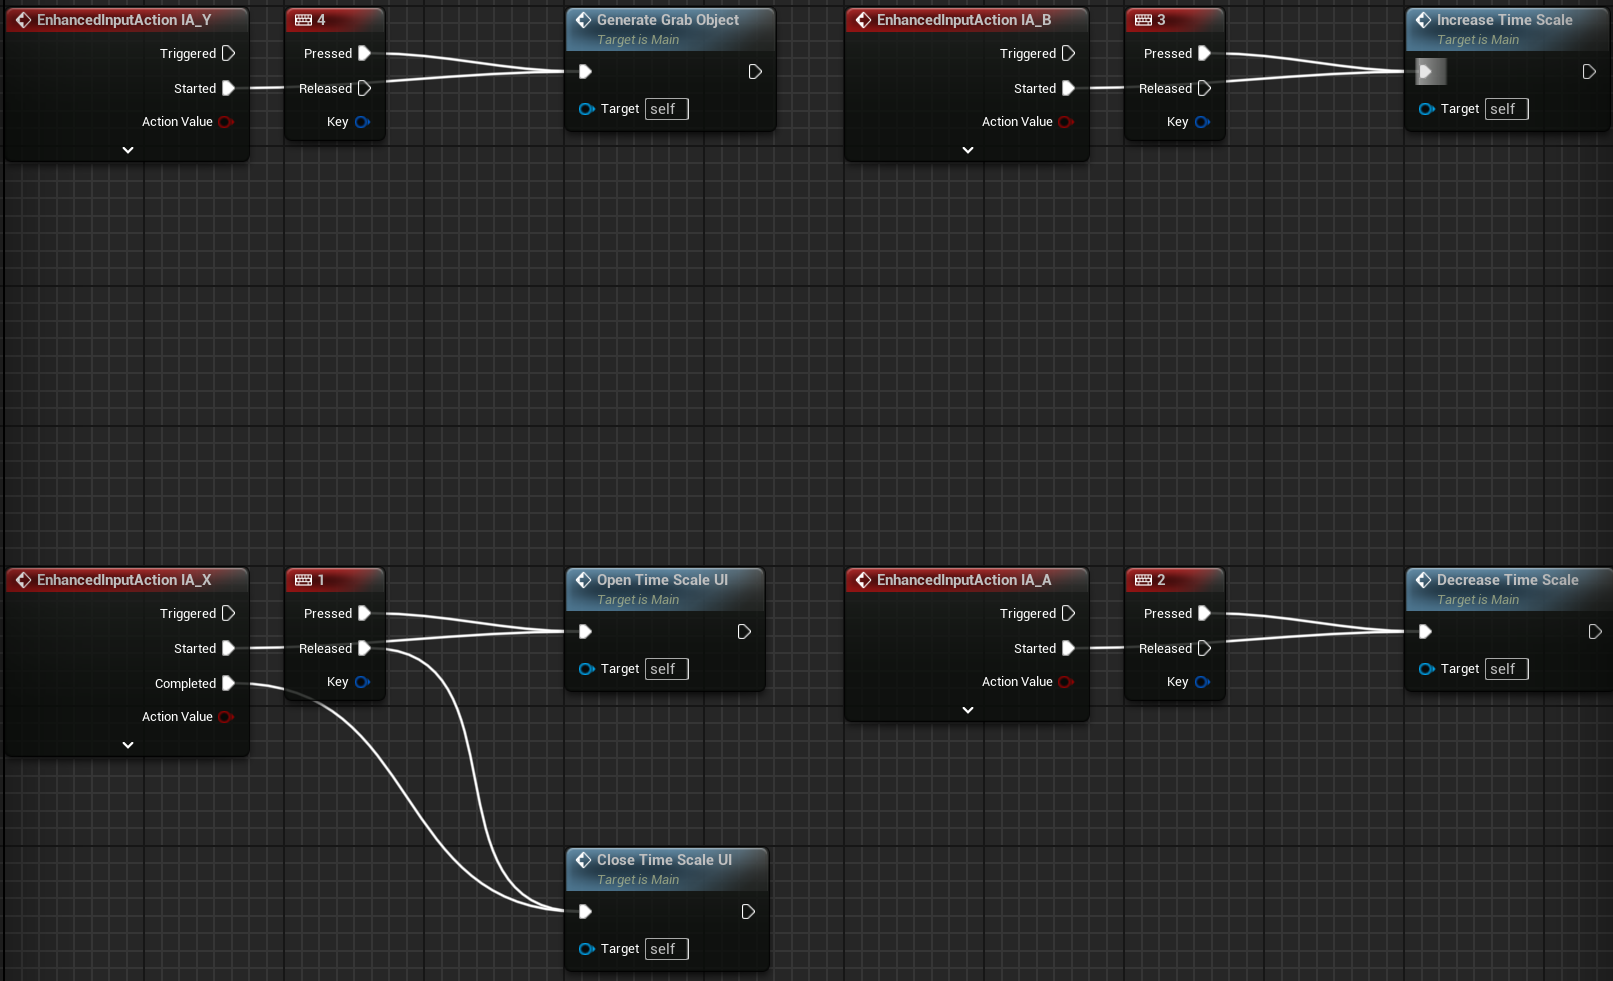 EnhancedInputAction IA_Y
Triggered
Started
Action Value
4
Pressed
Released
Key
Generate Grab Object
Target is Main
Target self
EnhancedInputAction IA_B
Triggered
Started
Action Value
3
Pressed
Released
Key
Increase Time Scale
Target is Main
Target self
EnhancedInputAction IA_X
Triggered
Started
Completed
Action Value
1
Pressed
Released
Key
Open Time Scale UI
Target is Main
Target self
EnhancedInputAction IA_A
Triggered
Started
Action Value
2
Pressed
Released
Key
Decrease Time Scale
Target is Main
Target self
Close Time Scale UI
Target is Main
Target self